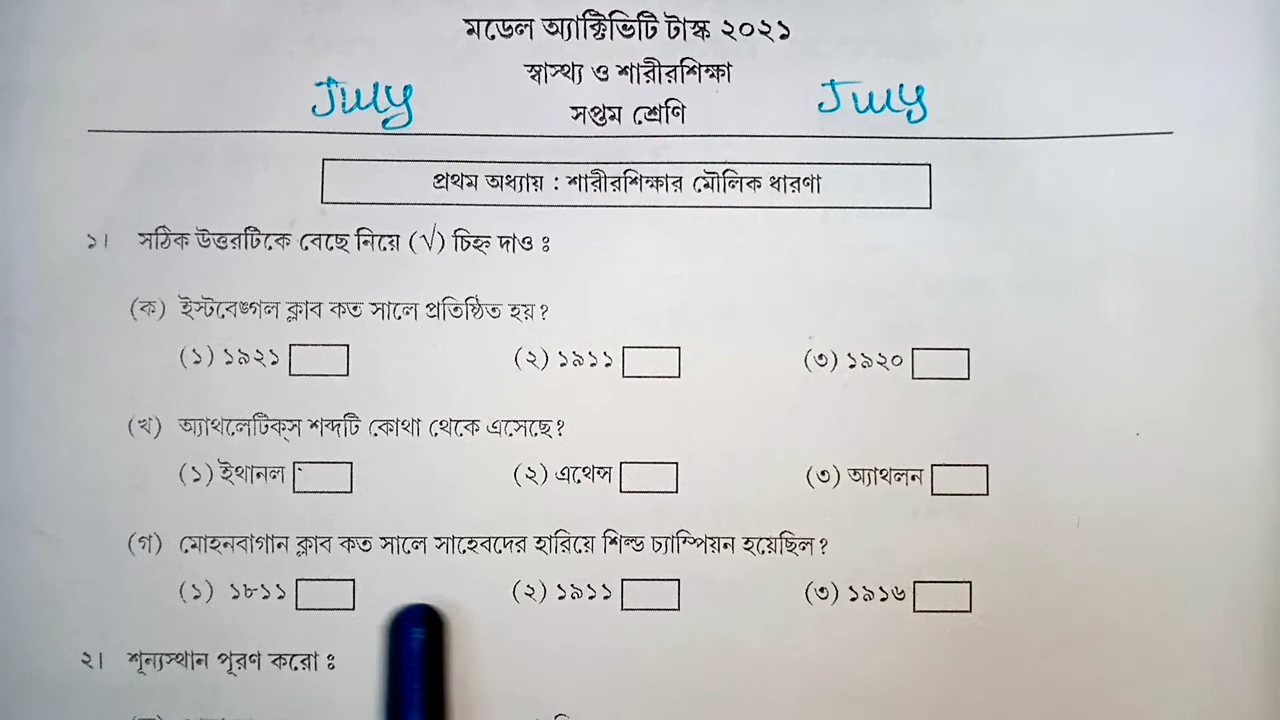 মডেল অ্যাক্টিভিটি টাস্ক ২০২১
স্বাস্থ্য ও শারীরশিক্ষা
July July
সপ্তম শ্রেণি
প্রথম অধ্যায় : শারীরশিক্ষার মৌলিক ধারণা
১। সঠিক উত্তরটিকে বেছে নিয়ে (√) চিহ্ন দাও ঃ
(ক) ইস্টবেঙ্গল ক্লাব কত সালে প্রতিষ্ঠিত হয়?
(১) ১৯২১ (২) ১৯১১ (৩) ১৯২০
(খ) অ্যাথলেটিক্স শব্দটি কোথা থেকে এসেছে?
(১) ইথানল (২) এথেন্স (৩) অ্যাথলন
(গ) মোহনবাগান ক্লাব কত সালে সাহেবদের হারিয়ে শিল্ড চ্যাম্পিয়ন হয়েছিল?
(১) ১৮১১ (২) ১৯১১ (৩) ১৯১৬
২। শূন্যস্থান পূরণ করো ঃ